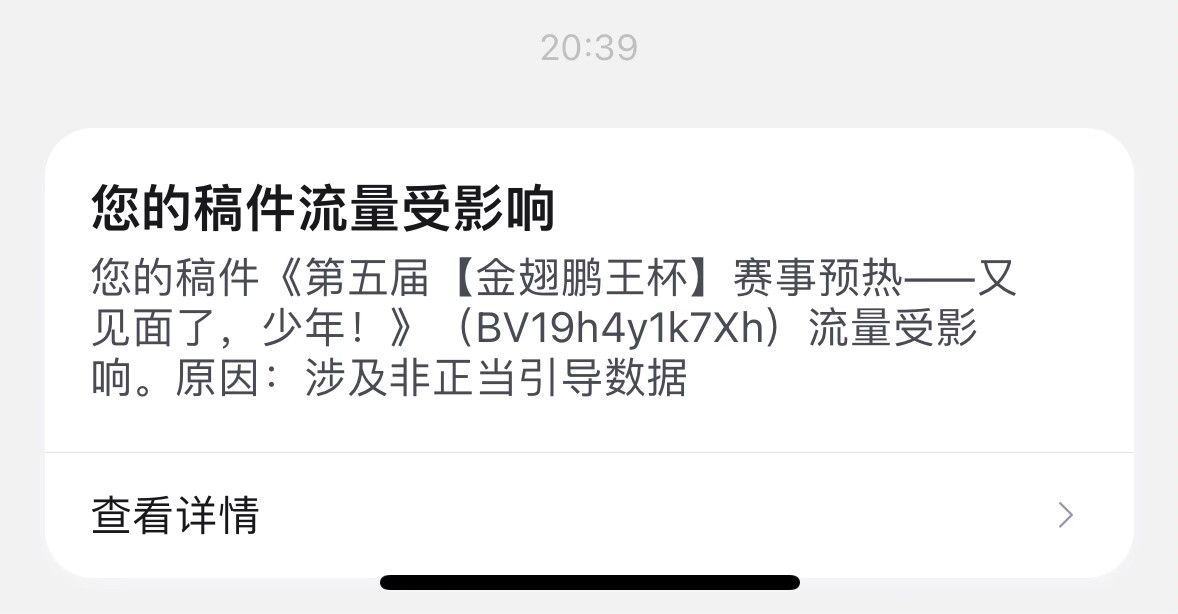 20:39
您的稿件流量受影响
您的稿件《第五届【金翅鹏王杯】赛事预热——又
见面了，少年！》（BV19h4y1k7Xh）流量受影
响。原因：涉及非正当引导数据
查看详情